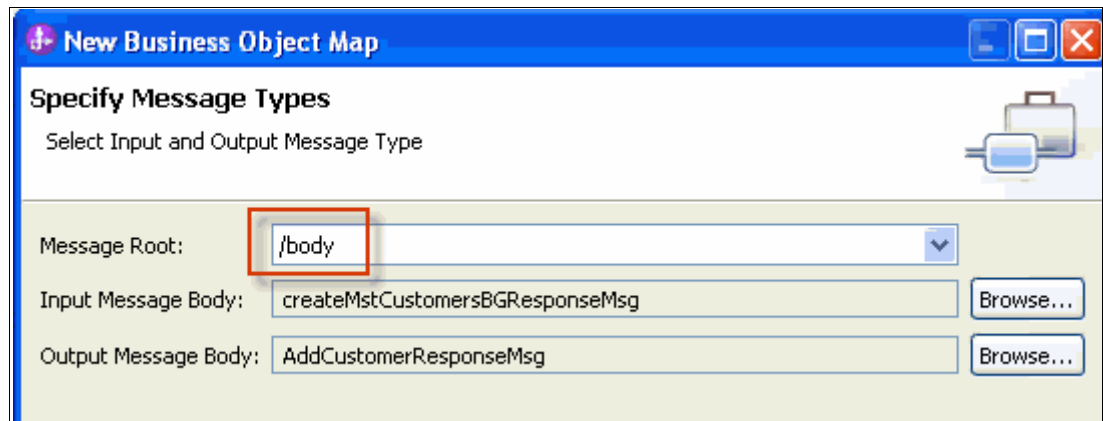 New Business Object Map
Specify Message Types
Select Input and Output Message Type
Message Root: /body
Input Message Body: createMstCustomersBGResponseMsg Browse...
Output Message Body: AddCustomerResponseMsg Browse...